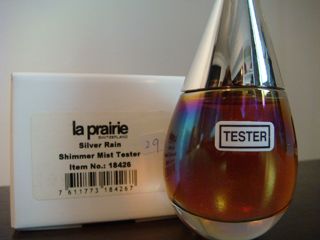 la prairie
SWITZERLAND
Silver Rain
Shimmer Mist Tester
Item No.: 18426
7 611773 184267
29
TESTER